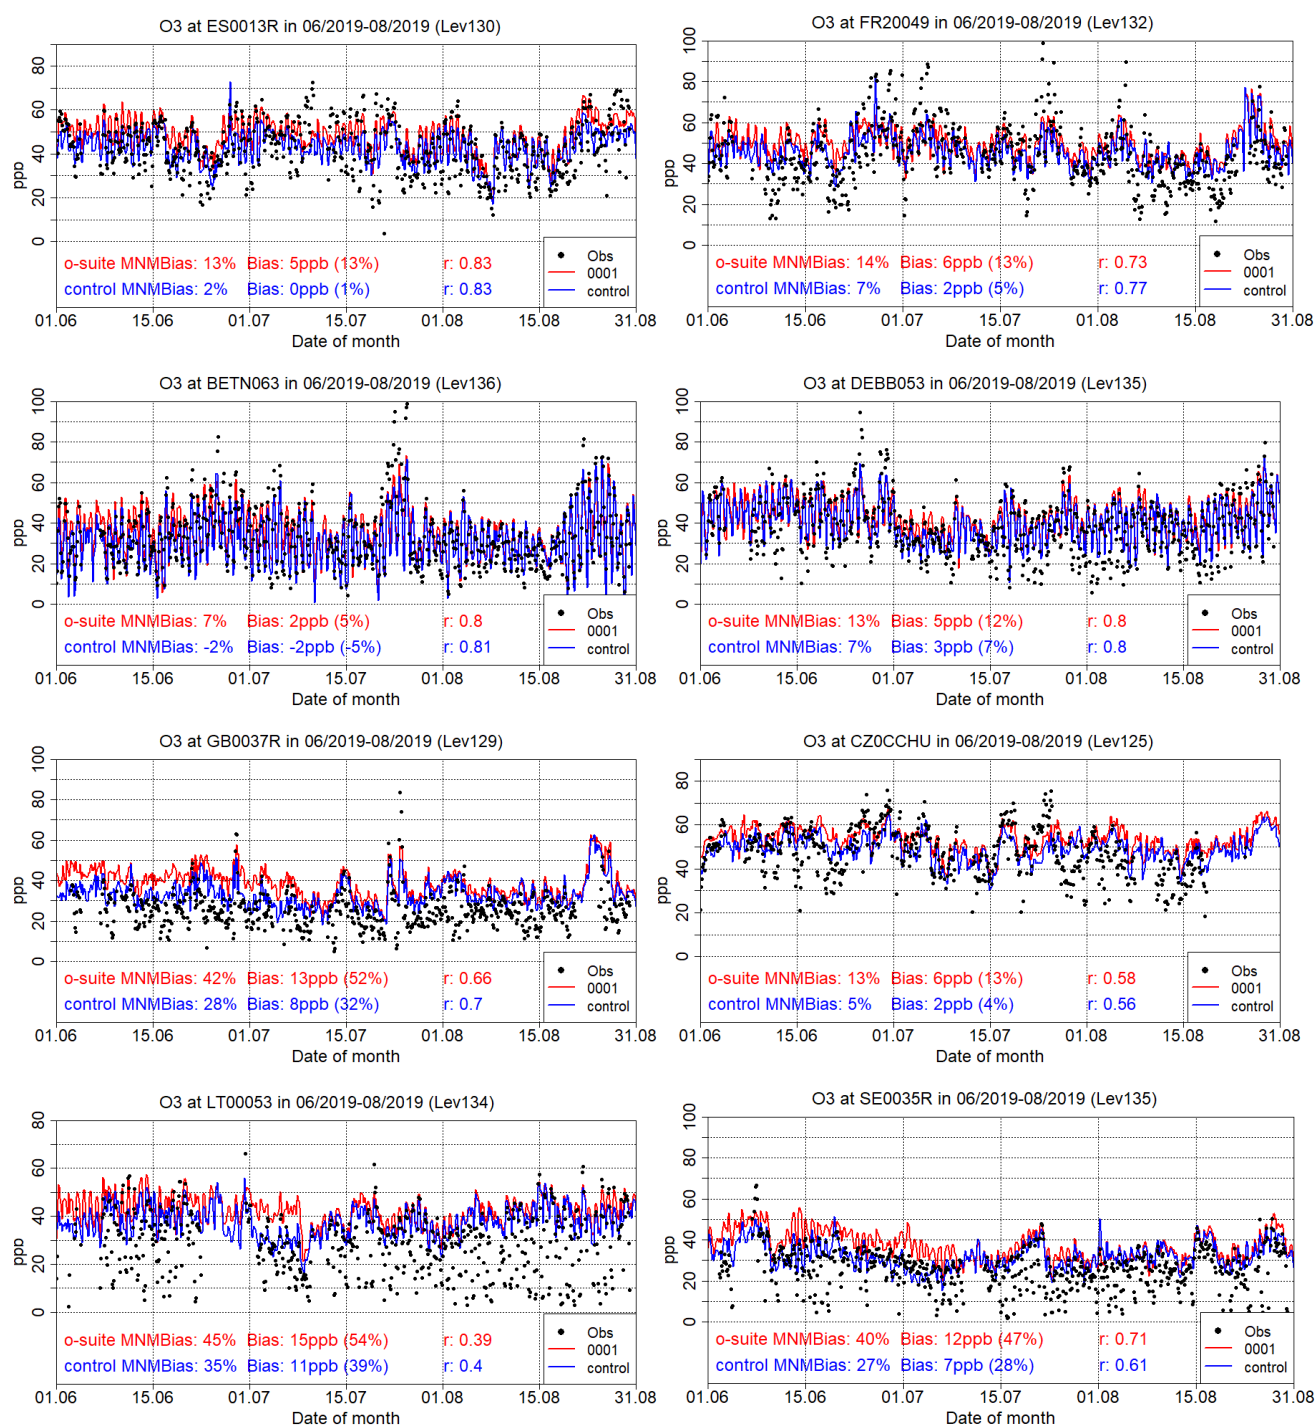 O3 at ES0013R in 06/2019-08/2019 (Lev130)
ppb
80
60
40
20
0
o-suite MNMBias: 13% Bias: 5ppb (13%) r: 0.83
control MNMBias: 2% Bias: 0ppb (1%) r: 0.83
Obs
0001
control
01.06 15.06 01.07 15.07 01.08 15.08 31.08
Date of month
O3 at FR20049 in 06/2019-08/2019 (Lev132)
ppb
100
80
60
40
20
0
o-suite MNMBias: 14% Bias: 6ppb (13%) r: 0.73
control MNMBias: 7% Bias: 2ppb (5%) r: 0.77
Obs
0001
control
01.06 15.06 01.07 15.07 01.08 15.08 31.08
Date of month
O3 at BETN063 in 06/2019-08/2019 (Lev136)
ppb
100
80
60
40
20
0
o-suite MNMBias: 7% Bias: 2ppb (5%) r: 0.8
control MNMBias: -2% Bias: -2ppb (-5%) r: 0.81
Obs
0001
control
01.06 15.06 01.07 15.07 01.08 15.08 31.08
Date of month
O3 at DEBB053 in 06/2019-08/2019 (Lev135)
ppb
100
80
60
40
20
0
o-suite MNMBias: 13% Bias: 5ppb (12%) r: 0.8
control MNMBias: 7% Bias: 3ppb (7%) r: 0.8
Obs
0001
control
01.06 15.06 01.07 15.07 01.08 15.08 31.08
Date of month
O3 at GB0037R in 06/2019-08/2019 (Lev129)
ppb
100
80
60
40
20
0
o-suite MNMBias: 42% Bias: 13ppb (52%) r: 0.66
control MNMBias: 28% Bias: 8ppb (32%) r: 0.7
Obs
0001
control
01.06 15.06 01.07 15.07 01.08 15.08 31.08
Date of month
O3 at CZ0CCHU in 06/2019-08/2019 (Lev125)
ppb
80
60
40
20
0
o-suite MNMBias: 13% Bias: 6ppb (13%) r: 0.58
control MNMBias: 5% Bias: 2ppb (4%) r: 0.56
Obs
0001
control
01.06 15.06 01.07 15.07 01.08 15.08 31.08
Date of month
O3 at LT00053 in 06/2019-08/2019 (Lev134)
ppb
80
60
40
20
0
o-suite MNMBias: 45% Bias: 15ppb (54%) r: 0.39
control MNMBias: 35% Bias: 11ppb (39%) r: 0.4
Obs
0001
control
01.06 15.06 01.07 15.07 01.08 15.08 31.08
Date of month
O3 at SE0035R in 06/2019-08/2019 (Lev135)
ppb
100
80
60
40
20
0
o-suite MNMBias: 40% Bias: 12ppb (47%) r: 0.71
control MNMBias: 27% Bias: 7ppb (28%) r: 0.61
Obs
0001
control
01.06 15.06 01.07 15.07 01.08 15.08 31.08
Date of month